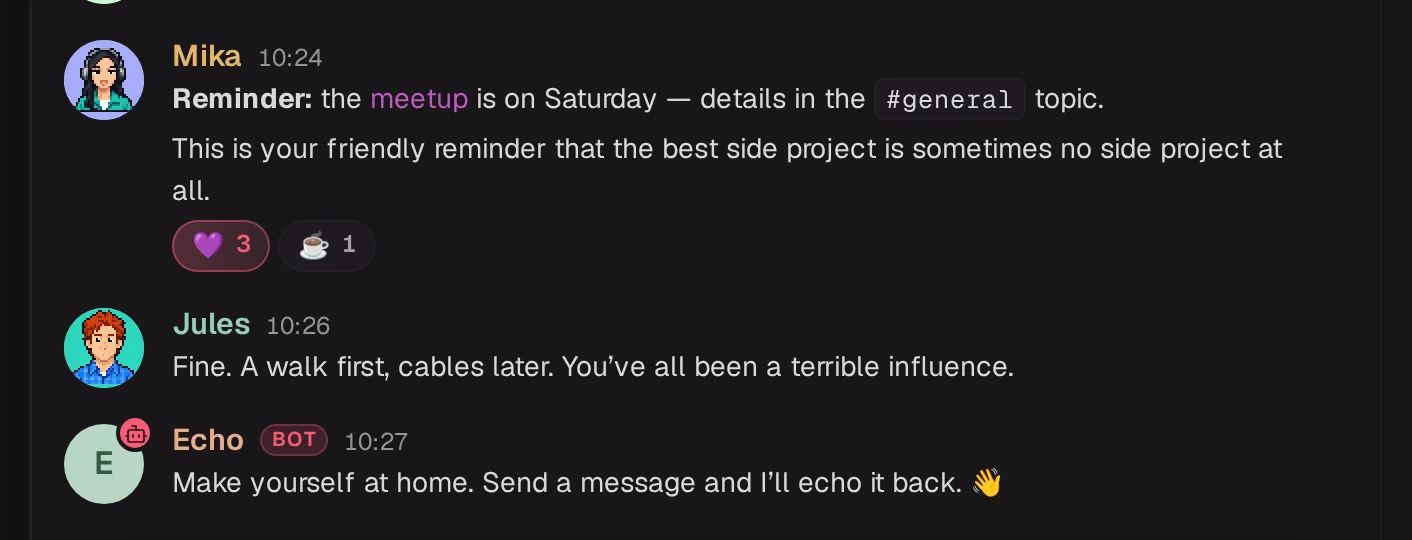 Mika 10:24
Reminder: the meetup is on Saturday — details in the #general topic.
This is your friendly reminder that the best side project is sometimes no side project at
all.
💜 3 ☕ 1
Jules 10:26
Fine. A walk first, cables later. You’ve all been a terrible influence.
E
Echo BOT 10:27
Make yourself at home. Send a message and I’ll echo it back. 👋